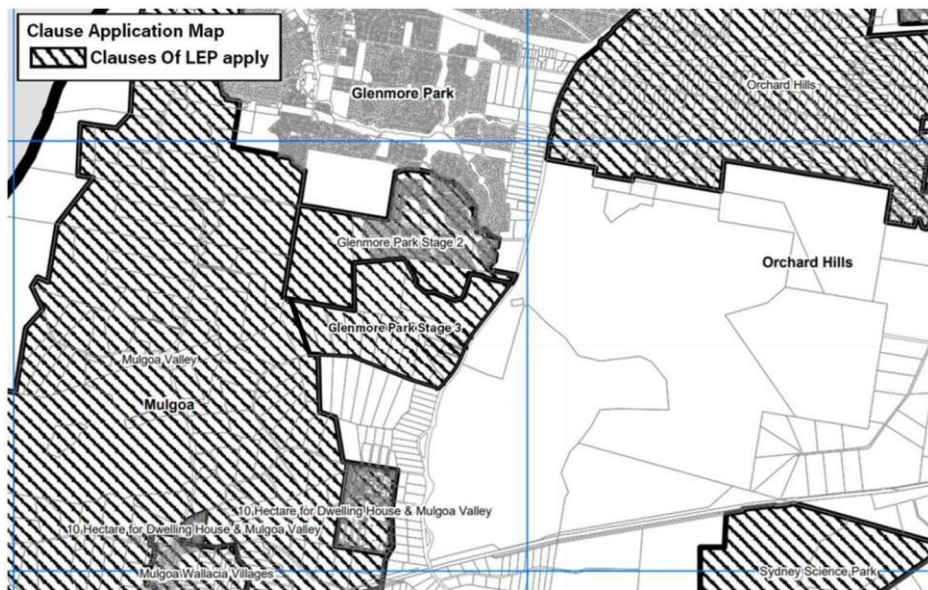 Clause Application Map
Clauses Of LEP apply
Glenmore Park
Orchard Hills
Glenmore Park Stage 2
Orchard Hills
Glenmore Park Stage 3
Mulgoa Valley
Mulgoa
10 Hectare for Dwelling House & Mulgoa Valley
10 Hectare for Dwelling House & Mulgoa Valley
Mulgoa Wallacia Villages
Sydney Science Park